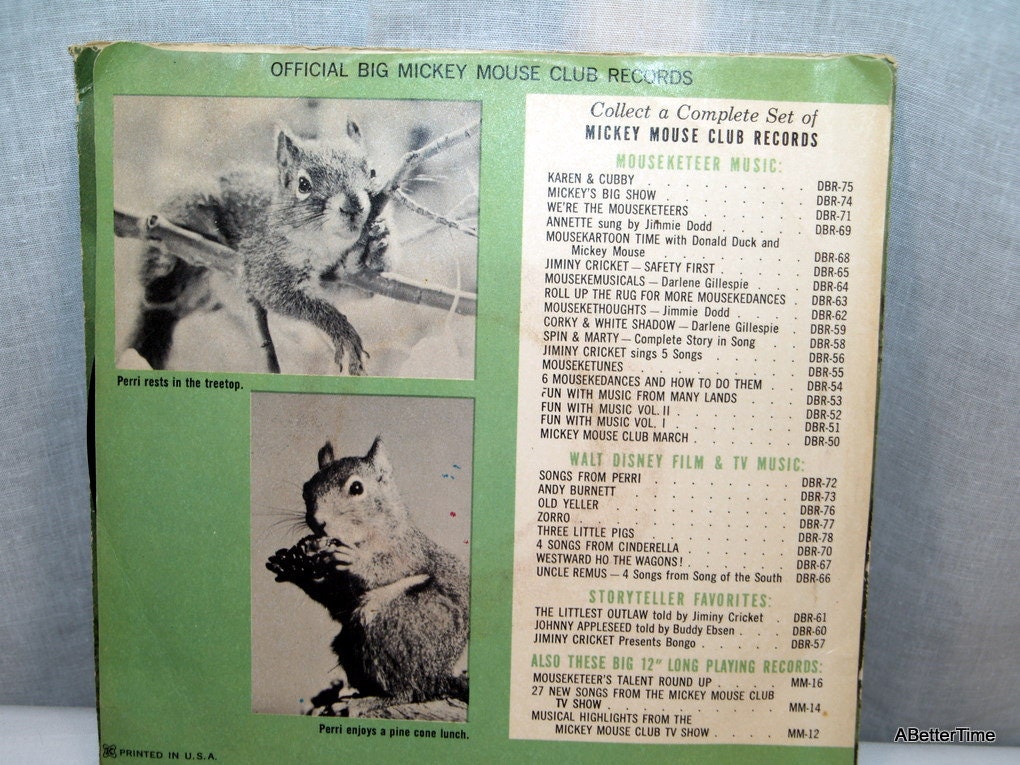 OFFICIAL BIG MICKEY MOUSE CLUB RECORDS
Perri rests in the treetop.
Perri enjoys a pine cone lunch.
PRINTED IN U.S.A.
Collect a Complete Set of
MICKEY MOUSE CLUB RECORDS
MOUSEKETEER MUSIC:
KAREN & CUBBY . . . . . . . . . DBR-75
MICKEY'S BIG SHOW . . . . . . . . DBR-74
WE'RE THE MOUSEKETEERS . . . . . . DBR-71
ANNETTE sung by Jimmie Dodd . . . . . DBR-69
MOUSEKARTOON TIME with Donald Duck and
Mickey Mouse . . . . . . . . DBR-68
JIMINY CRICKET — SAFETY FIRST . . . . . DBR-65
MOUSEKEMUSICALS — Darlene Gillespie . . . DBR-64
ROLL UP THE RUG FOR MORE MOUSEKEDANCES . DBR-63
MOUSEKETHOUGHTS — Jimmie Dodd . . . . DBR-62
CORKY & WHITE SHADOW — Darlene Gillespie . DBR-59
SPIN & MARTY — Complete Story in Song . . DBR-58
JIMINY CRICKET sings 5 Songs . . . . . DBR-56
MOUSEKETUNES . . . . . . . . . DBR-55
6 MOUSEKEDANCES AND HOW TO DO THEM . . DBR-54
FUN WITH MUSIC FROM MANY LANDS . . . DBR-53
FUN WITH MUSIC VOL. II . . . . . . . DBR-52
FUN WITH MUSIC VOL. I . . . . . . . DBR-51
MICKEY MOUSE CLUB MARCH . . . . . . DBR-50
WALT DISNEY FILM & TV MUSIC:
SONGS FROM PERRI . . . . . . . . DBR-72
ANDY BURNETT . . . . . . . . . DBR-73
OLD YELLER . . . . . . . . . . DBR-76
ZORRO . . . . . . . . . . . . DBR-77
THREE LITTLE PIGS . . . . . . . . DBR-78
4 SONGS FROM CINDERELLA . . . . . . DBR-70
WESTWARD HO THE WAGONS! . . . . . . DBR-67
UNCLE REMUS — 4 Songs from Song of the South DBR-66
STORYTELLER FAVORITES:
THE LITTLEST OUTLAW told by Jiminy Cricket . DBR-61
JOHNNY APPLESEED told by Buddy Ebsen . . . DBR-60
JIMINY CRICKET Presents Bongo . . . . . DBR-57
ALSO THESE BIG 12" LONG PLAYING RECORDS:
MOUSEKETEER'S TALENT ROUND UP . . . . MM-16
27 NEW SONGS FROM THE MICKEY MOUSE CLUB
TV SHOW . . . . . . . . . . MM-14
MUSICAL HIGHLIGHTS FROM THE
MICKEY MOUSE CLUB TV SHOW . . . . MM-12
ABetterTime